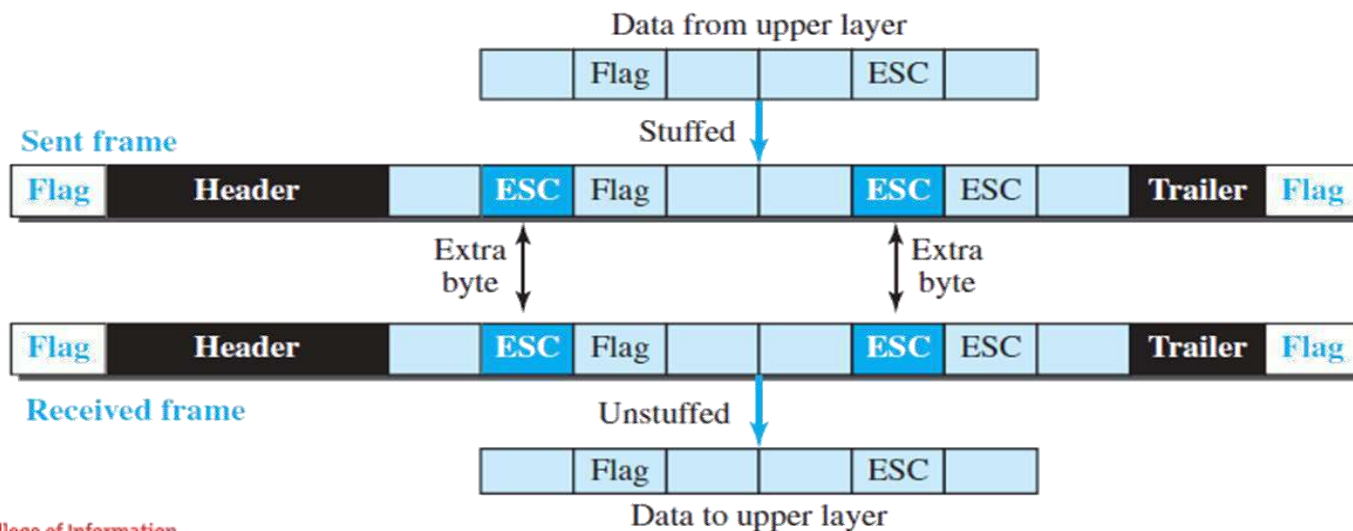 Data from upper layer
Flag ESC
Stuffed
Sent frame
Flag Header ESC Flag ESC ESC Trailer Flag
Extra byte Extra byte
Flag Header ESC Flag ESC ESC Trailer Flag
Received frame
Unstuffed
Flag ESC
Data to upper layer